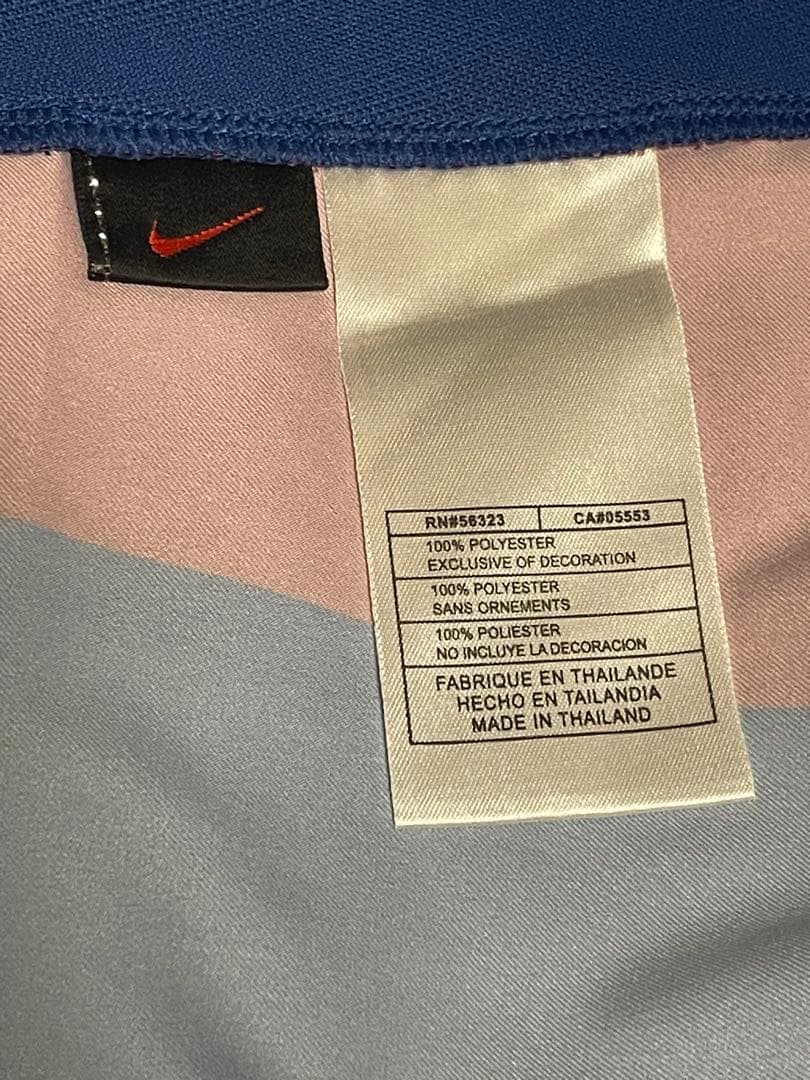 RN#56323 CA#05553
100% POLYESTER
EXCLUSIVE OF DECORATION
100% POLYESTER
SANS ORNEMENTS
100% POLIESTER
NO INCLUYE LA DECORACION
FABRIQUE EN THAILANDE
HECHO EN TAILANDIA
MADE IN THAILAND